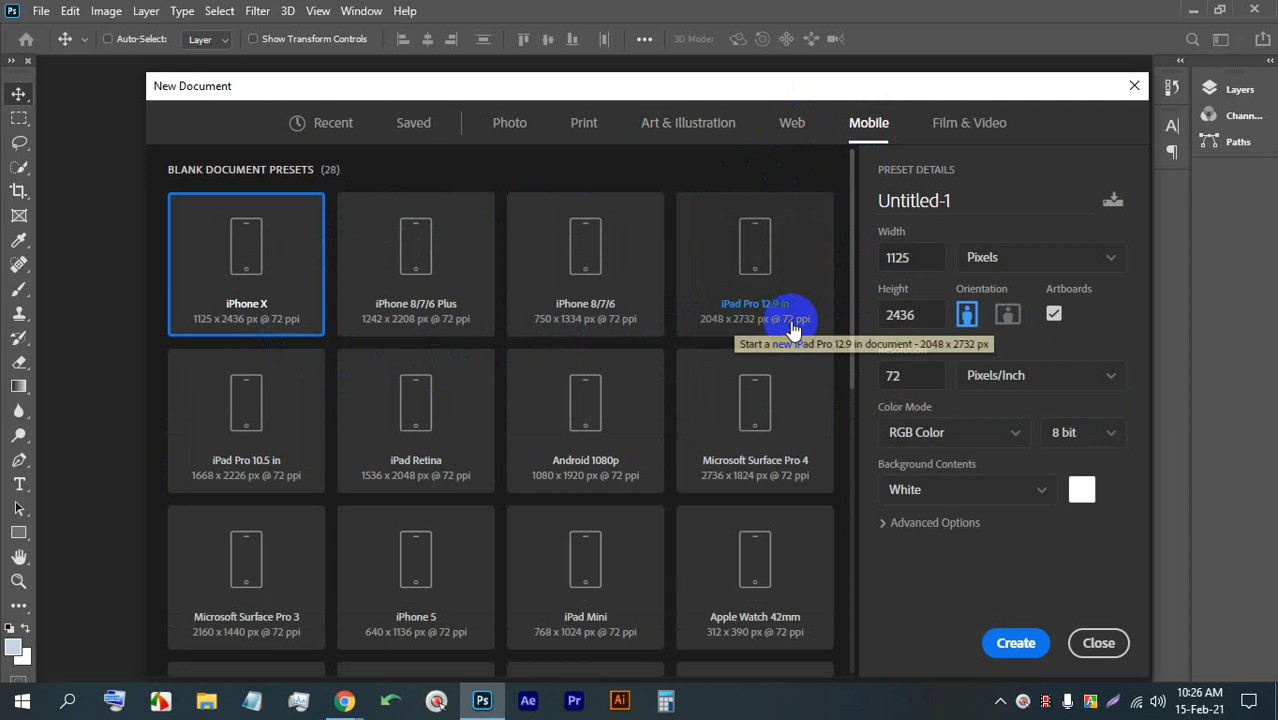 Ps File Edit Image Layer Type Select Filter 3D View Window Help
Auto-Select: Layer Show Transform Controls 3D Mode:
New Document
Recent Saved Photo Print Art & Illustration Web Mobile Film & Video
Layers
Chann...
Paths
BLANK DOCUMENT PRESETS (28)
iPhone X
1125 x 2436 px @ 72 ppi
iPhone 8/7/6 Plus
1242 x 2208 px @ 72 ppi
iPhone 8/7/6
750 x 1334 px @ 72 ppi
iPad Pro 12.9 in
2048 x 2732 px @ 72 ppi
Start a new iPad Pro 12.9 in document - 2048 x 2732 px
iPad Pro 10.5 in
1668 x 2226 px @ 72 ppi
iPad Retina
1536 x 2048 px @ 72 ppi
Android 1080p
1080 x 1920 px @ 72 ppi
Microsoft Surface Pro 4
2736 x 1824 px @ 72 ppi
Microsoft Surface Pro 3
2160 x 1440 px @ 72 ppi
iPhone 5
640 x 1136 px @ 72 ppi
iPad Mini
768 x 1024 px @ 72 ppi
Apple Watch 42mm
312 x 390 px @ 72 ppi
PRESET DETAILS
Untitled-1
Width
1125 Pixels
Height Orientation Artboards
2436
72 Pixels/Inch
Color Mode
RGB Color 8 bit
Background Contents
White
Advanced Options
Create Close
Ps Ae Pr Ai
10:26 AM
15-Feb-21